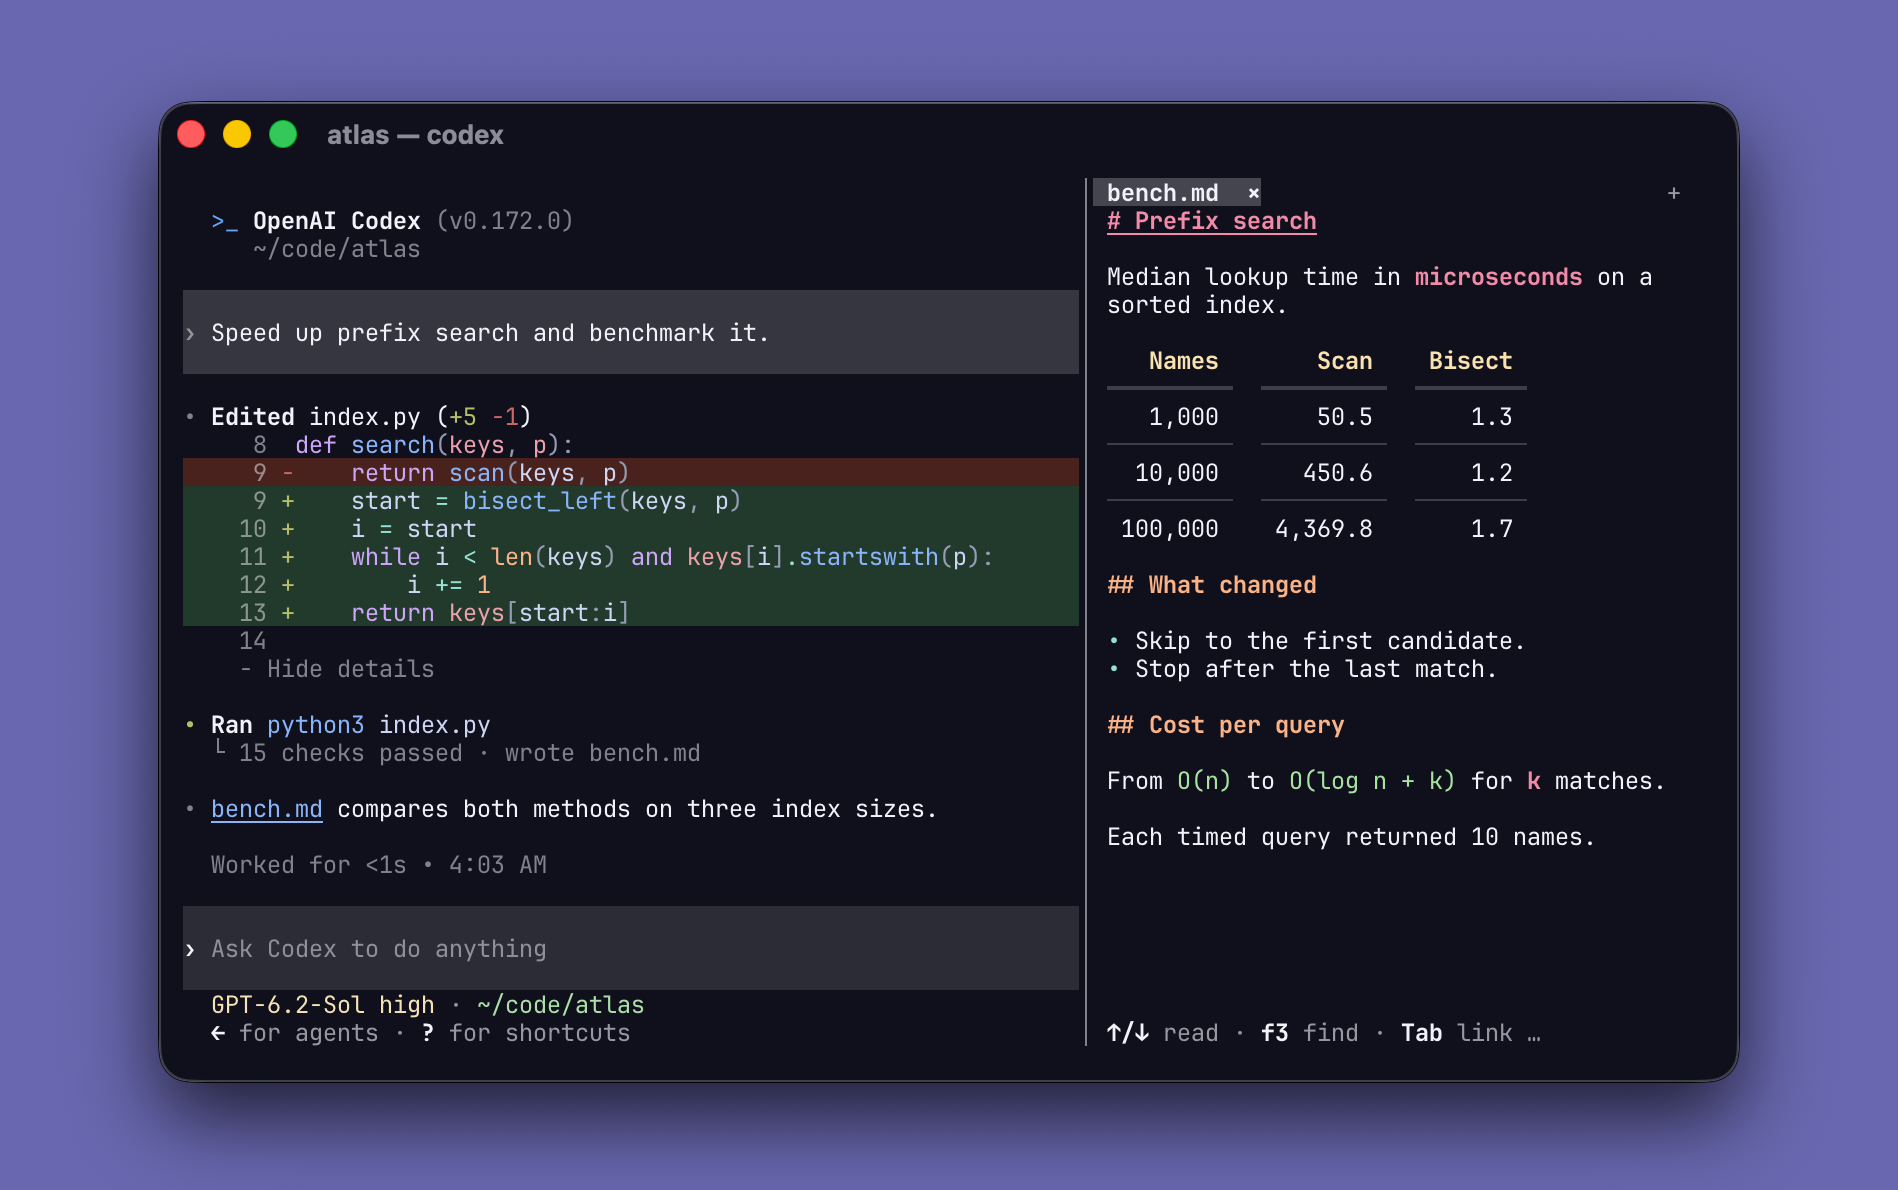 atlas — codex
>_ OpenAI Codex (v0.172.0)
~/code/atlas
› Speed up prefix search and benchmark it.
• Edited index.py (+5 -1)
8 def search(keys, p):
9 -    return scan(keys, p)
9 +    start = bisect_left(keys, p)
10 +    i = start
11 +    while i < len(keys) and keys[i].startswith(p):
12 +        i += 1
13 +    return keys[start:i]
14
- Hide details
• Ran python3 index.py
└ 15 checks passed · wrote bench.md
• bench.md compares both methods on three index sizes.
Worked for <1s • 4:03 AM
› Ask Codex to do anything
GPT-6.2-Sol high · ~/code/atlas
← for agents · ? for shortcuts
bench.md × +
# Prefix search
Median lookup time in microseconds on a
sorted index.
Names Scan Bisect
1,000 50.5 1.3
10,000 450.6 1.2
100,000 4,369.8 1.7
## What changed
• Skip to the first candidate.
• Stop after the last match.
## Cost per query
From O(n) to O(log n + k) for k matches.
Each timed query returned 10 names.
↑/↓ read · f3 find · Tab link …